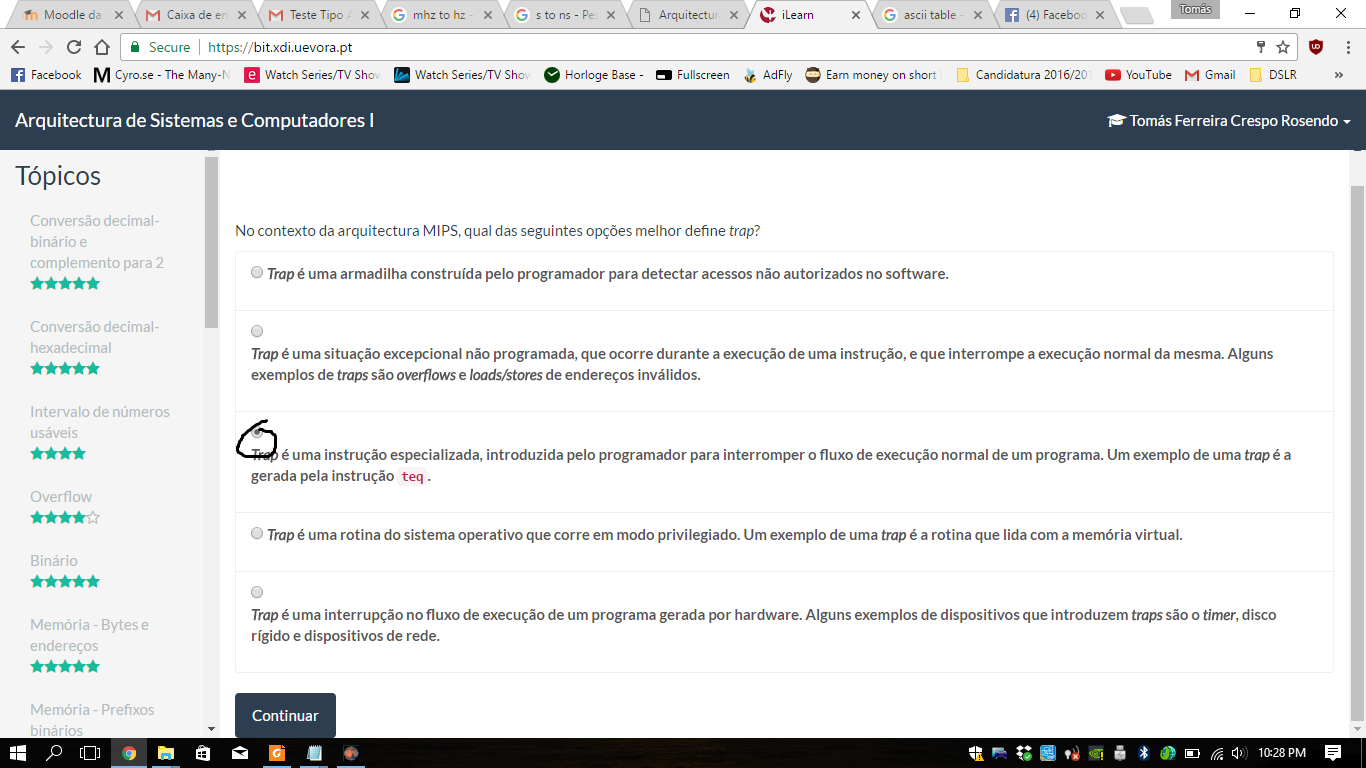 Moodle da
Caixa de en
Teste Tipo A
mhz to hz -
s to ns - Pes
Arquitectura
iLearn
ascii table -
(4) Faceboo
Tomás
Secure
https://bit.xdi.uevora.pt
Facebook
Cyro.se - The Many-N
Watch Series/TV Show
Watch Series/TV Show
Horloge Base -
Fullscreen
AdFly
Earn money on short l
Candidatura 2016/20
YouTube
Gmail
DSLR
»
Arquitectura de Sistemas e Computadores I
Tomás Ferreira Crespo Rosendo
Tópicos
Conversão decimal-
binário e
complemento para 2
Conversão decimal-
hexadecimal
Intervalo de números
usáveis
Overflow
Binário
Memória - Bytes e
endereços
Memória - Prefixos
binários
No contexto da arquitectura MIPS, qual das seguintes opções melhor define trap?
Trap é uma armadilha construída pelo programador para detectar acessos não autorizados no software.
Trap é uma situação excepcional não programada, que ocorre durante a execução de uma instrução, e que interrompe a execução normal da mesma. Alguns
exemplos de traps são overflows e loads/stores de endereços inválidos.
Trap é uma instrução especializada, introduzida pelo programador para interromper o fluxo de execução normal de um programa. Um exemplo de uma trap é a
gerada pela instrução teq .
Trap é uma rotina do sistema operativo que corre em modo privilegiado. Um exemplo de uma trap é a rotina que lida com a memória virtual.
Trap é uma interrupção no fluxo de execução de um programa gerada por hardware. Alguns exemplos de dispositivos que introduzem traps são o timer, disco
rígido e dispositivos de rede.
Continuar
10:28 PM